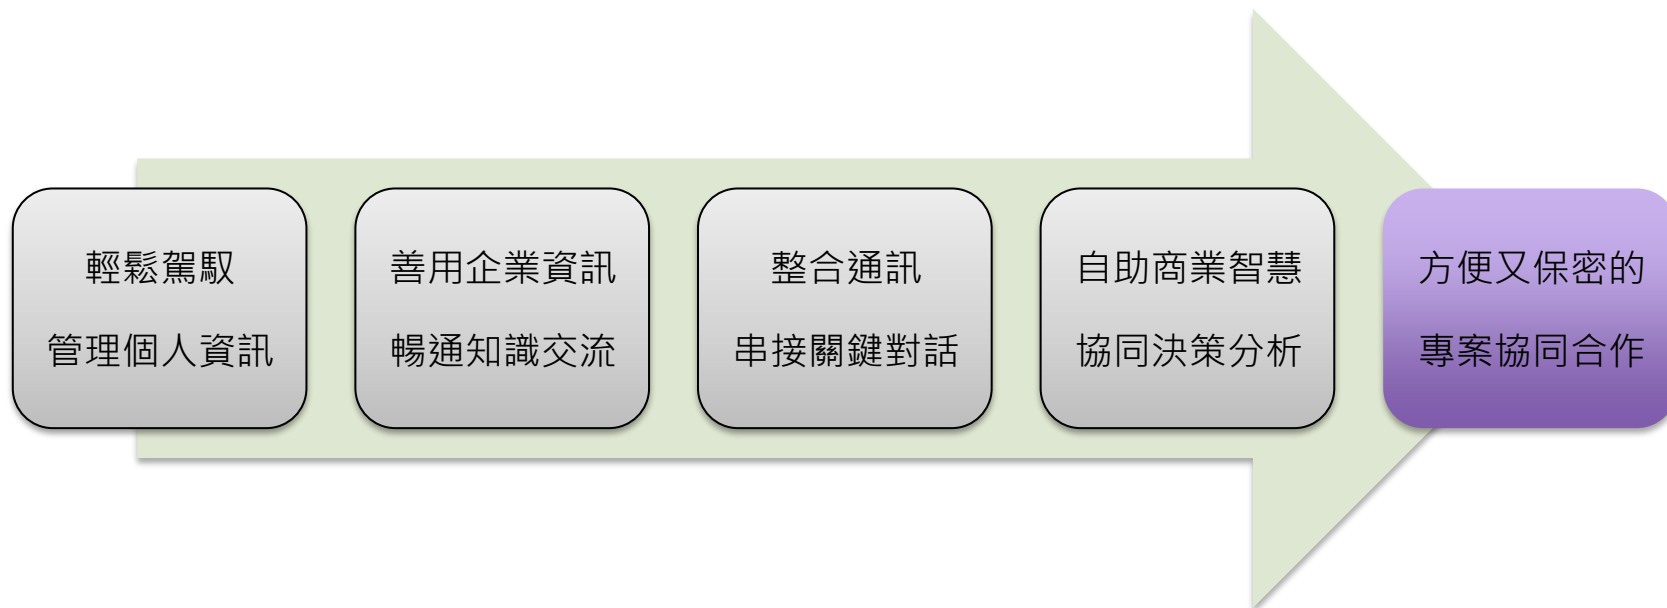 輕鬆駕馭
管理個人資訊
善用企業資訊
暢通知識交流
整合通訊
串接關鍵對話
自助商業智慧
協同決策分析
方便又保密的
專案協同合作